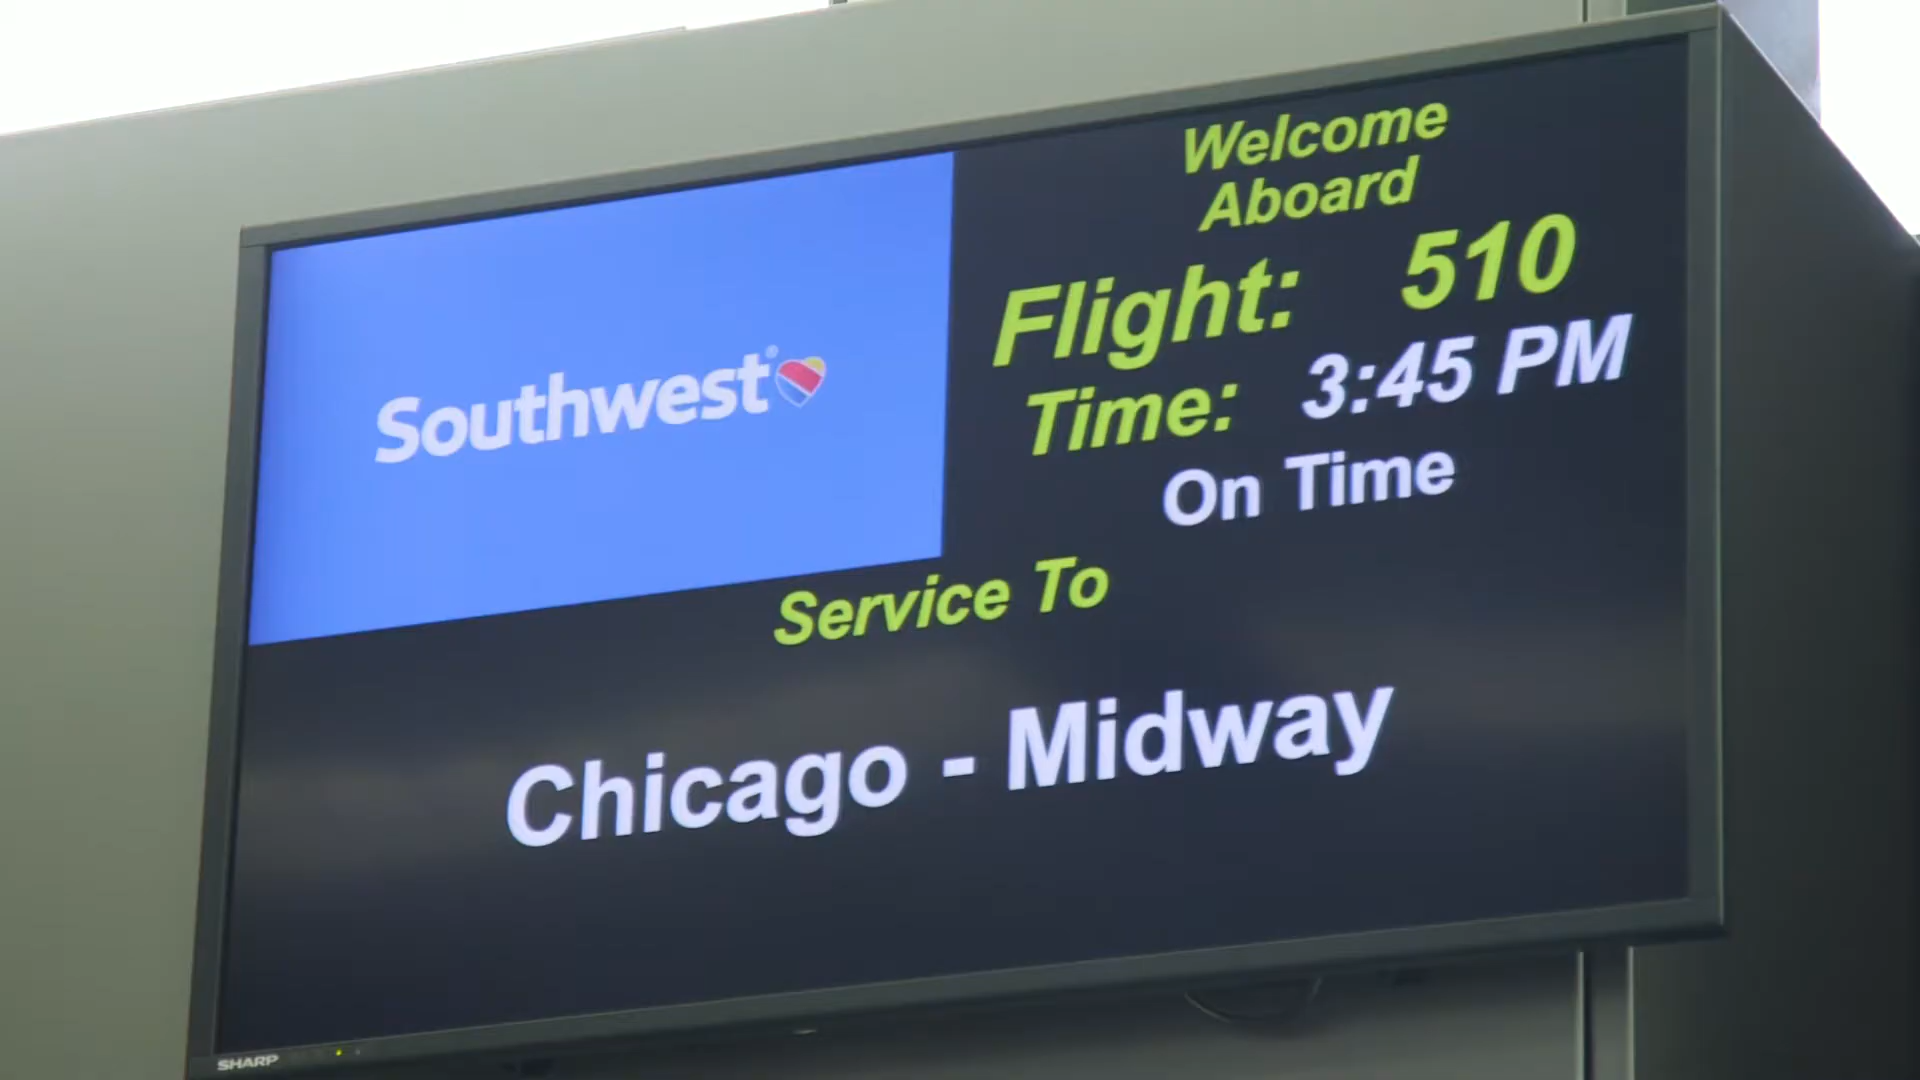 Southwest®
Welcome
Aboard
Flight: 510
Time: 3:45 PM
On Time
Service To
Chicago - Midway
SHARP